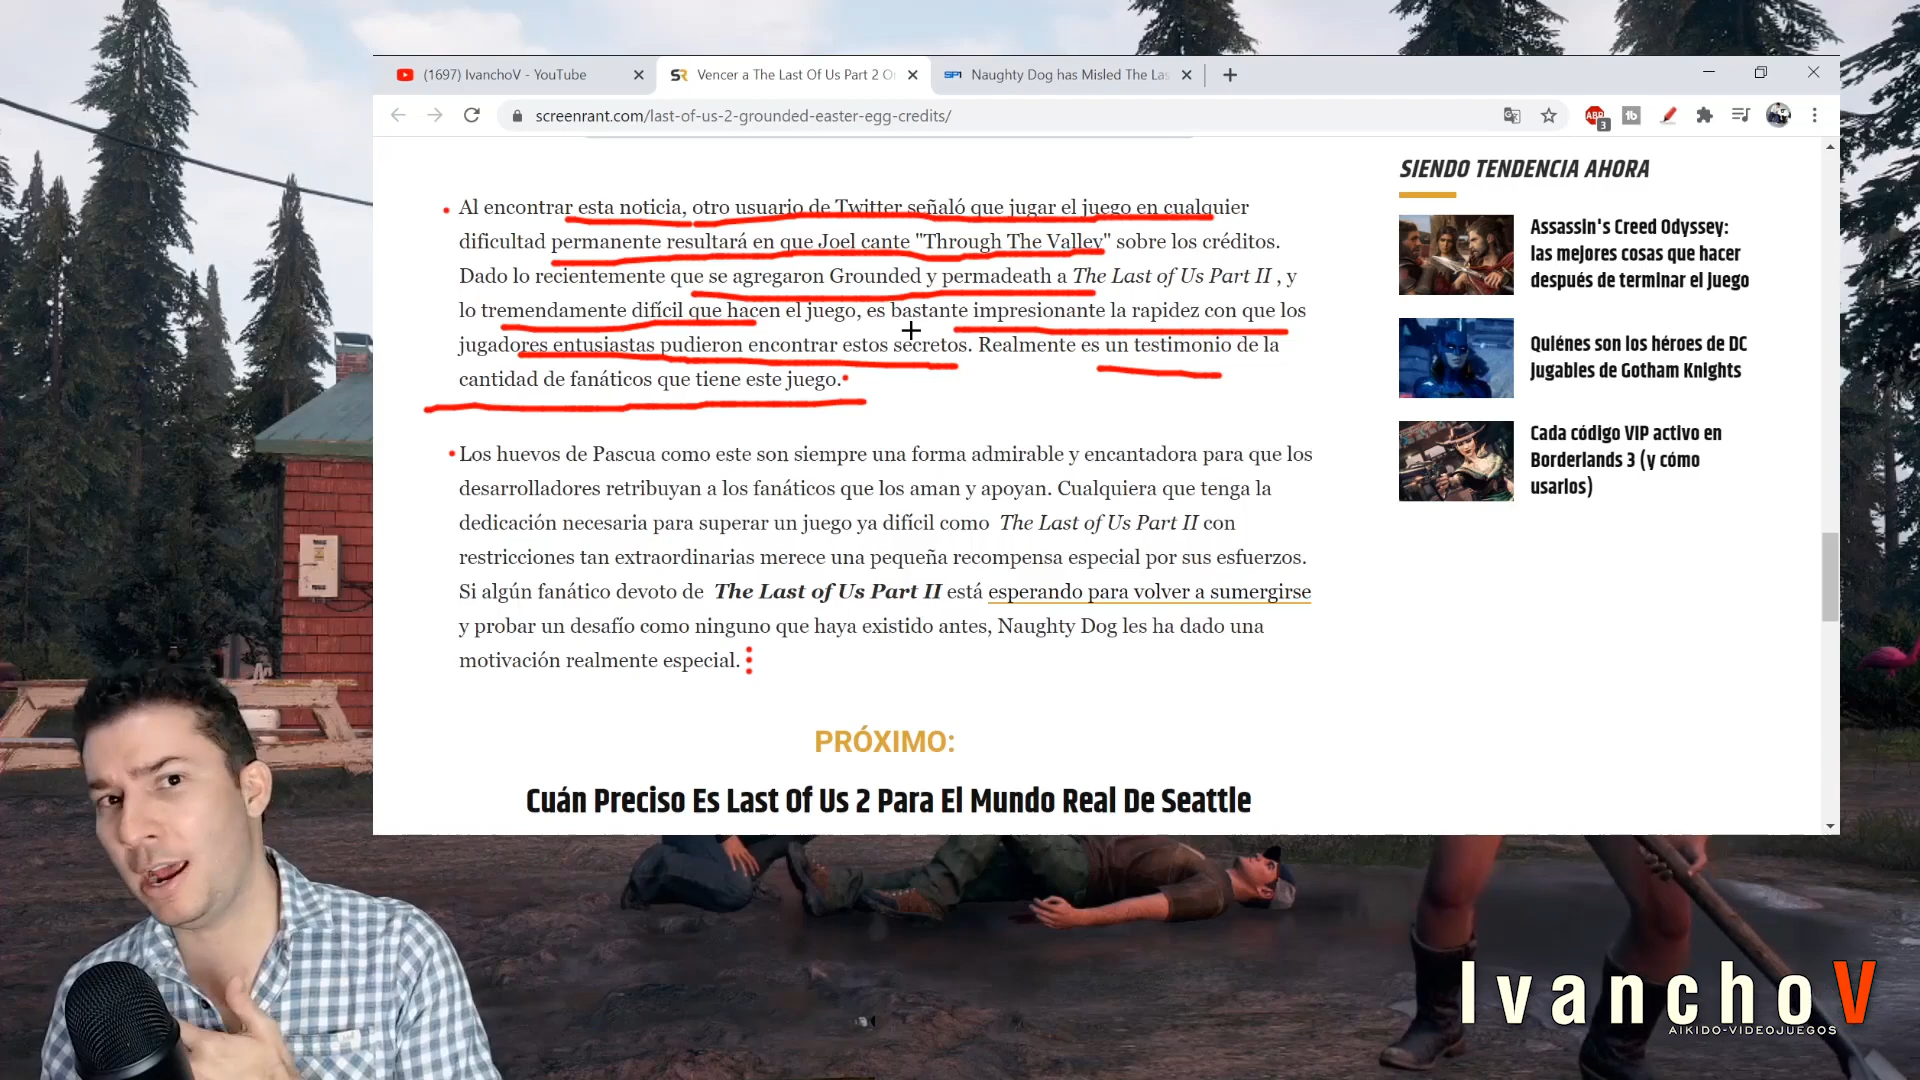 (1697) IvanchoV - YouTube
Vencer a The Last Of Us Part 2 O
Naughty Dog has Misled The Las
screenrant.com/last-of-us-2-grounded-easter-egg-credits/
ABP
3
tb
SIENDO TENDENCIA AHORA
Al encontrar esta noticia, otro usuario de Twitter señaló que jugar el juego en cualquier
dificultad permanente resultará en que Joel cante "Through The Valley" sobre los créditos.
Dado lo recientemente que se agregaron Grounded y permadeath a The Last of Us Part II , y
lo tremendamente difícil que hacen el juego, es bastante impresionante la rapidez con que los
jugadores entusiastas pudieron encontrar estos secretos. Realmente es un testimonio de la
cantidad de fanáticos que tiene este juego.
Assassin's Creed Odyssey:
las mejores cosas que hacer
después de terminar el juego
Quiénes son los héroes de DC
jugables de Gotham Knights
Cada código VIP activo en
Borderlands 3 (y cómo
usarlos)
Los huevos de Pascua como este son siempre una forma admirable y encantadora para que los
desarrolladores retribuyan a los fanáticos que los aman y apoyan. Cualquiera que tenga la
dedicación necesaria para superar un juego ya difícil como The Last of Us Part II con
restricciones tan extraordinarias merece una pequeña recompensa especial por sus esfuerzos.
Si algún fanático devoto de The Last of Us Part II está esperando para volver a sumergirse
y probar un desafío como ninguno que haya existido antes, Naughty Dog les ha dado una
motivación realmente especial.
PRÓXIMO:
Cuán Preciso Es Last Of Us 2 Para El Mundo Real De Seattle
IvanchoV
AIKIDO-VIDEOJUEGOS